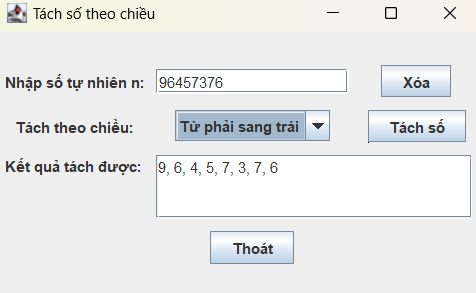 Tách số theo chiều
Nhập số tự nhiên n: 96457376 Xóa
Tách theo chiều: Từ phải sang trái Tách số
Kết quả tách được: 9, 6, 4, 5, 7, 3, 7, 6
Thoát